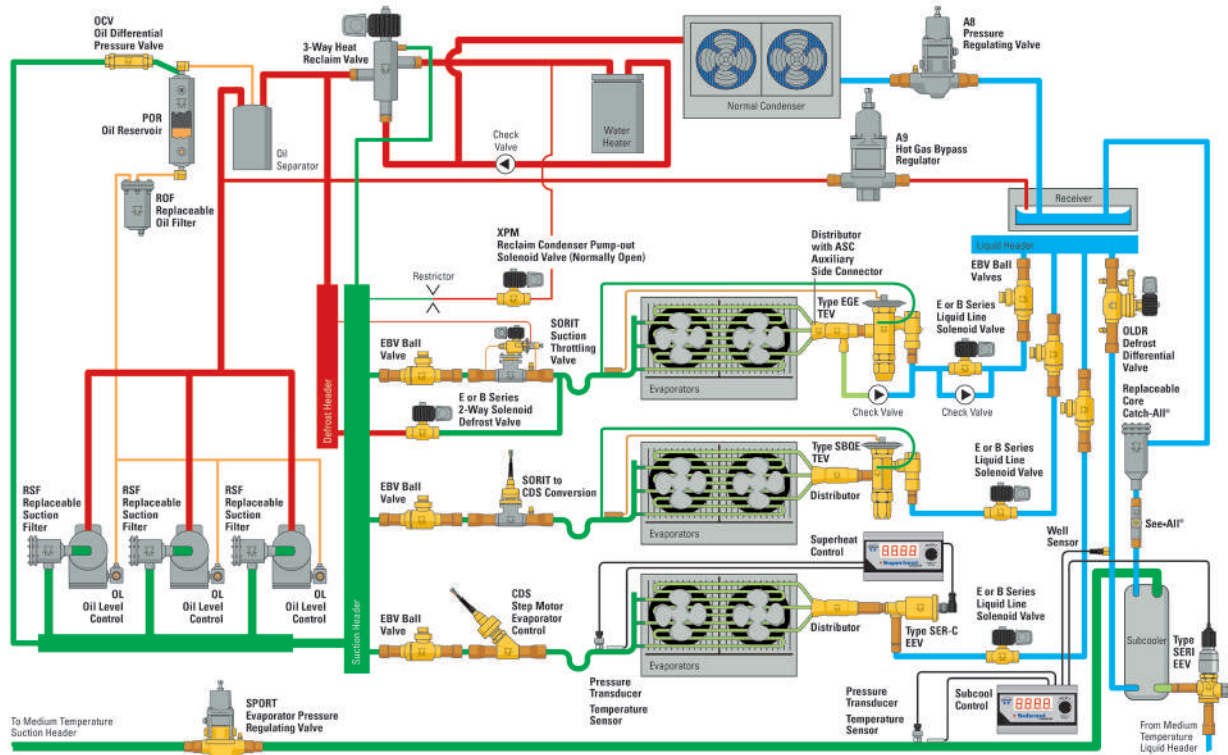 OCV
Oil Differential
Pressure Valve
3-Way Heat
Reclaim Valve
A8
Pressure
Regulating Valve
POR
Oil Reservoir
Oil
Separator
Check
Valve
Water
Heater
Normal Condenser
A9
Hot Gas Bypass
Regulator
ROF
Replaceable
Oil Filter
Receiver
Liquid Header
XPM
Reclaim Condenser Pump-out
Solenoid Valve (Normally Open)
Restrictor
Distributor
with ASC
Auxiliary
Side Connector
EBV Ball
Valves
Type EGE
TEV
E or B Series
Liquid Line
Solenoid Valve
OLDR
Defrost
Differential
Valve
EBV Ball
Valve
SORIT
Suction
Throttling
Valve
Evaporators
Check Valve
Check Valve
Replaceable
Core
Catch-All®
E or B Series
2-Way Solenoid
Defrost Valve
Defrost Header
Suction Header
Type SBQE
TEV
E or B Series
Liquid Line
Solenoid Valve
EBV Ball
Valve
SORIT to
CDS Conversion
Evaporators
Distributor
See•All®
RSF
Replaceable
Suction
Filter
RSF
Replaceable
Suction
Filter
RSF
Replaceable
Suction
Filter
OL
Oil Level
Control
OL
Oil Level
Control
OL
Oil Level
Control
Superheat
Control
8.8.8.8
Superheat
Well
Sensor
EBV Ball
Valve
CDS
Step Motor
Evaporator
Control
Evaporators
Distributor
Type SER-C
EEV
E or B Series
Liquid Line
Solenoid Valve
Subcooler
Type
SERI
EEV
Pressure
Transducer
Temperature
Sensor
Pressure
Transducer
Temperature
Sensor
Subcool
Control
8.8.8.8
Subcool
SPORT
Evaporator Pressure
Regulating Valve
To Medium Temperature
Suction Header
From Medium
Temperature
Liquid Header